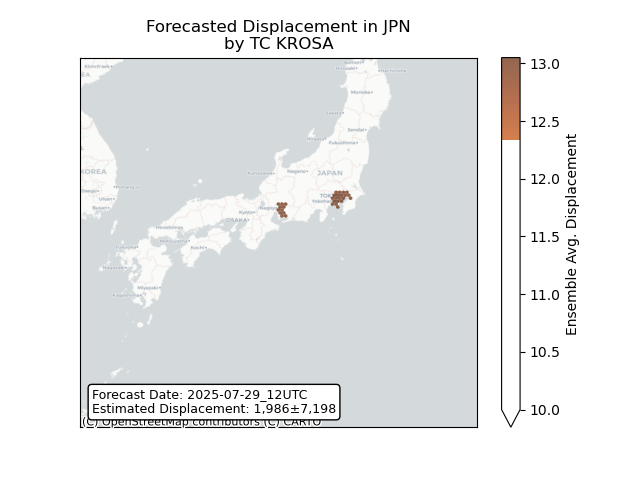 Forecasted Displacement in JPN
by TC KROSA
KOREA
JAPAN
13.0
12.5
12.0
11.5
11.0
10.5
10.0
Ensemble Avg. Displacement
Forecast Date: 2025-07-29_12UTC
Estimated Displacement: 1,986±7,198
(C) OpenStreetMap contributors (C) CARTO